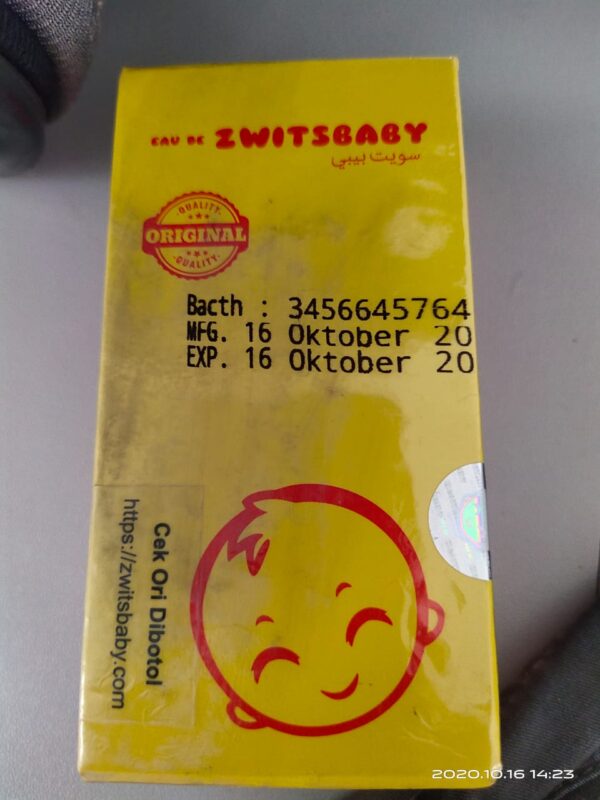 EAU DE ZWITSBABY
سويت بيبي
QUALITY
ORIGINAL
QUALITY
Bacth : 3456645764
MFG. 16 Oktober 20
EXP. 16 Oktober 20
Cek Ori Dibotol
https://zwitsbaby.com
2020.10.16 14:23